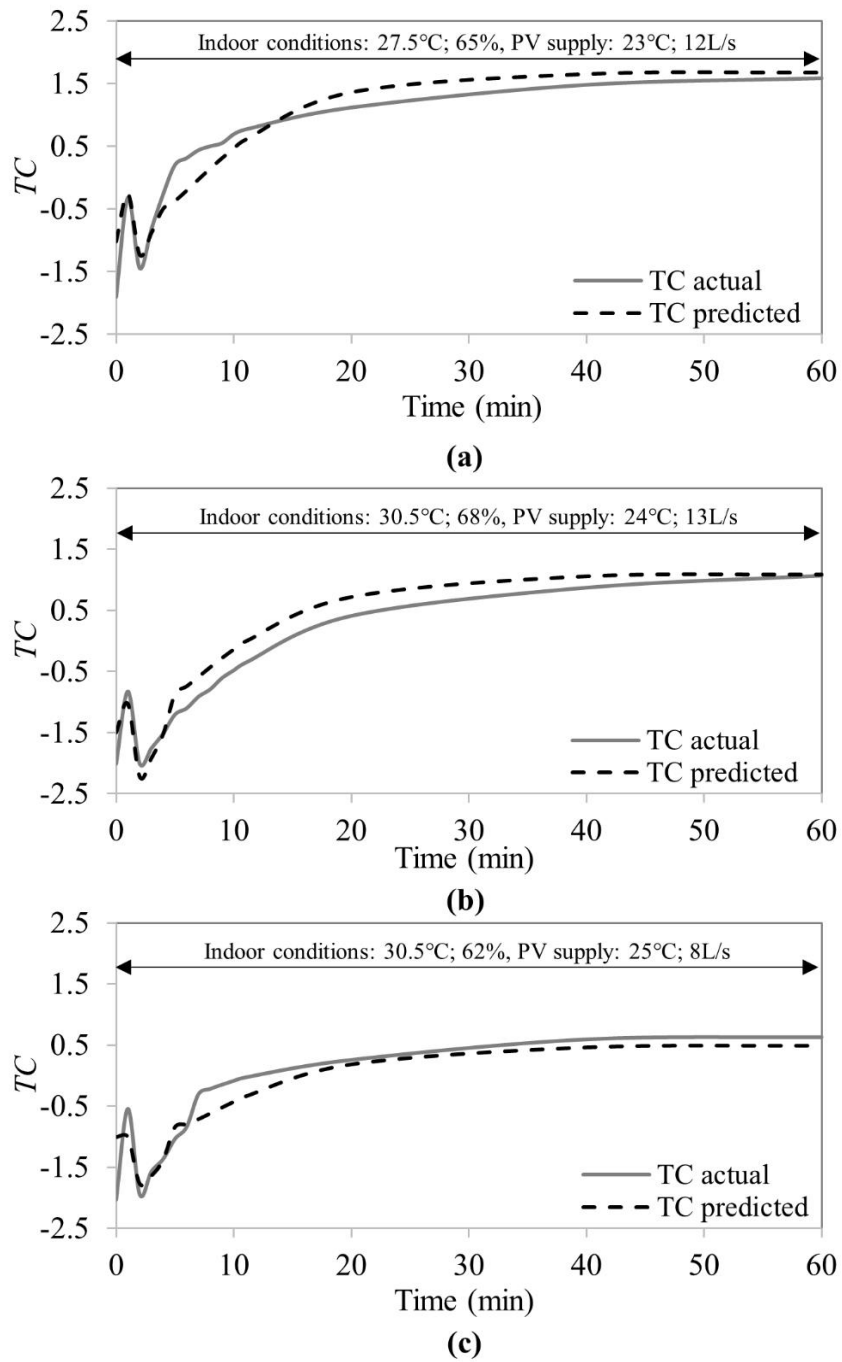 2.5
Indoor conditions: 27.5°C; 65%, PV supply: 23°C; 12L/s
1.5
0.5
TC
-0.5
-1.5
TC actual
TC predicted
-2.5
0 10 20 30 40 50 60
Time (min)
(a)
2.5
Indoor conditions: 30.5°C; 68%, PV supply: 24°C; 13L/s
1.5
0.5
TC
-0.5
-1.5
TC actual
TC predicted
-2.5
0 10 20 30 40 50 60
Time (min)
(b)
2.5
Indoor conditions: 30.5°C; 62%, PV supply: 25°C; 8L/s
1.5
0.5
TC
-0.5
-1.5
TC actual
TC predicted
-2.5
0 10 20 30 40 50 60
Time (min)
(c)